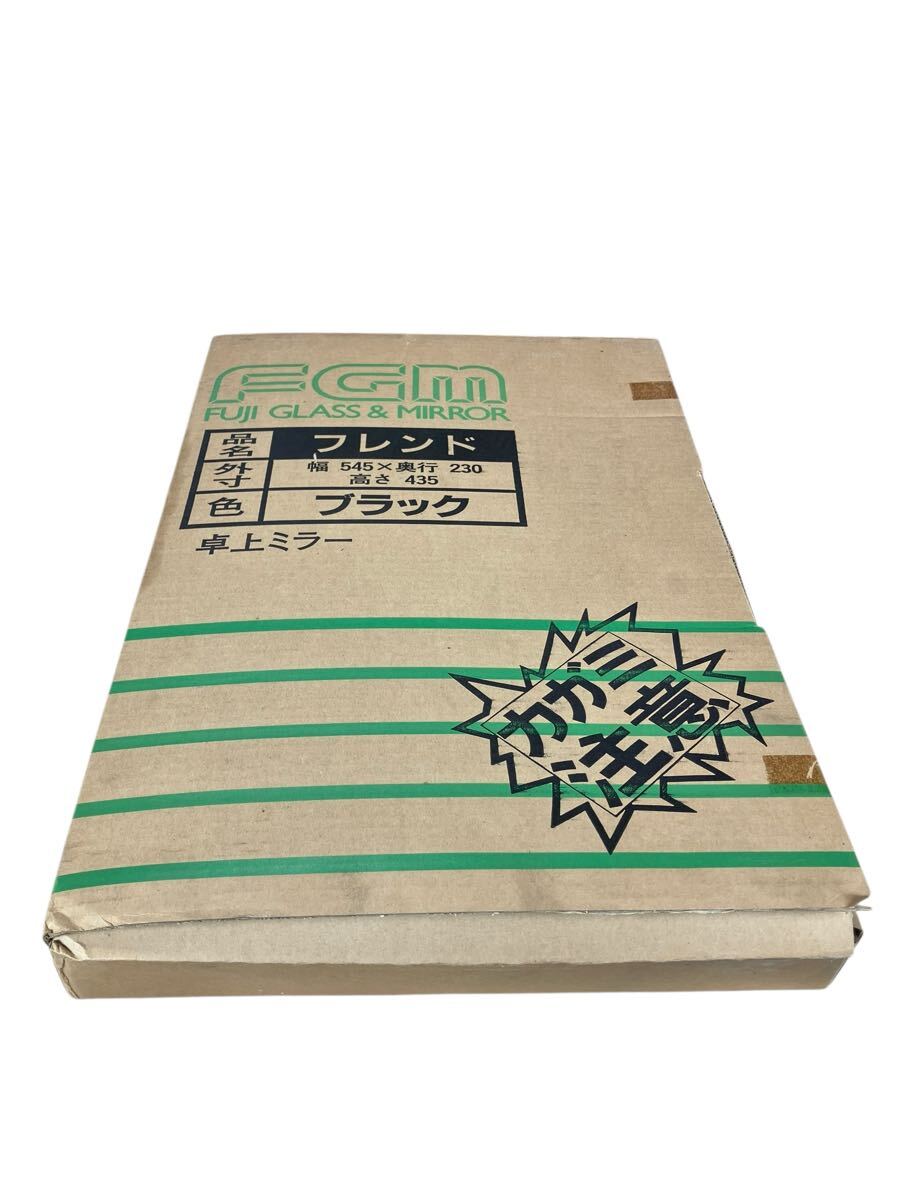 FGM
FUJI GLASS & MIRROR
品名 フレンド
外寸 幅 545×奥行 230
高さ 435
色 ブラック
卓上ミラー
カガミ
注意